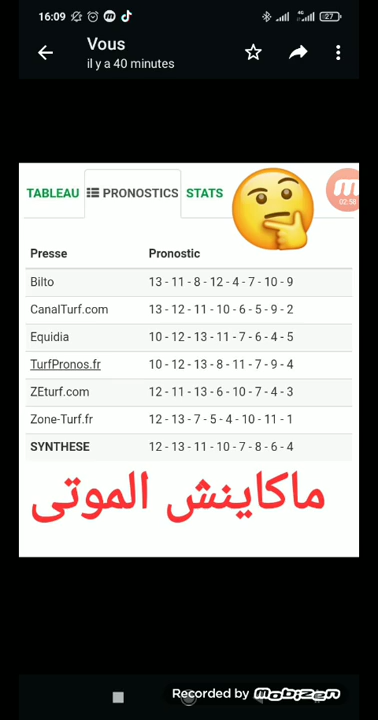 16:09
27
Vous
il y a 40 minutes
TABLEAU PRONOSTICS STATS
02:58
Presse Pronostic
Bilto 13 - 11 - 8 - 12 - 4 - 7 - 10 - 9
CanalTurf.com 13 - 12 - 11 - 10 - 6 - 5 - 9 - 2
Equidia 10 - 12 - 13 - 11 - 7 - 6 - 4 - 5
TurfPronos.fr 10 - 12 - 13 - 8 - 11 - 7 - 9 - 4
ZEturf.com 12 - 11 - 13 - 6 - 10 - 7 - 4 - 3
Zone-Turf.fr 12 - 13 - 7 - 5 - 4 - 10 - 11 - 1
SYNTHESE 12 - 13 - 11 - 10 - 7 - 8 - 6 - 4
ماكاينش الموتى
Recorded by Mobizen